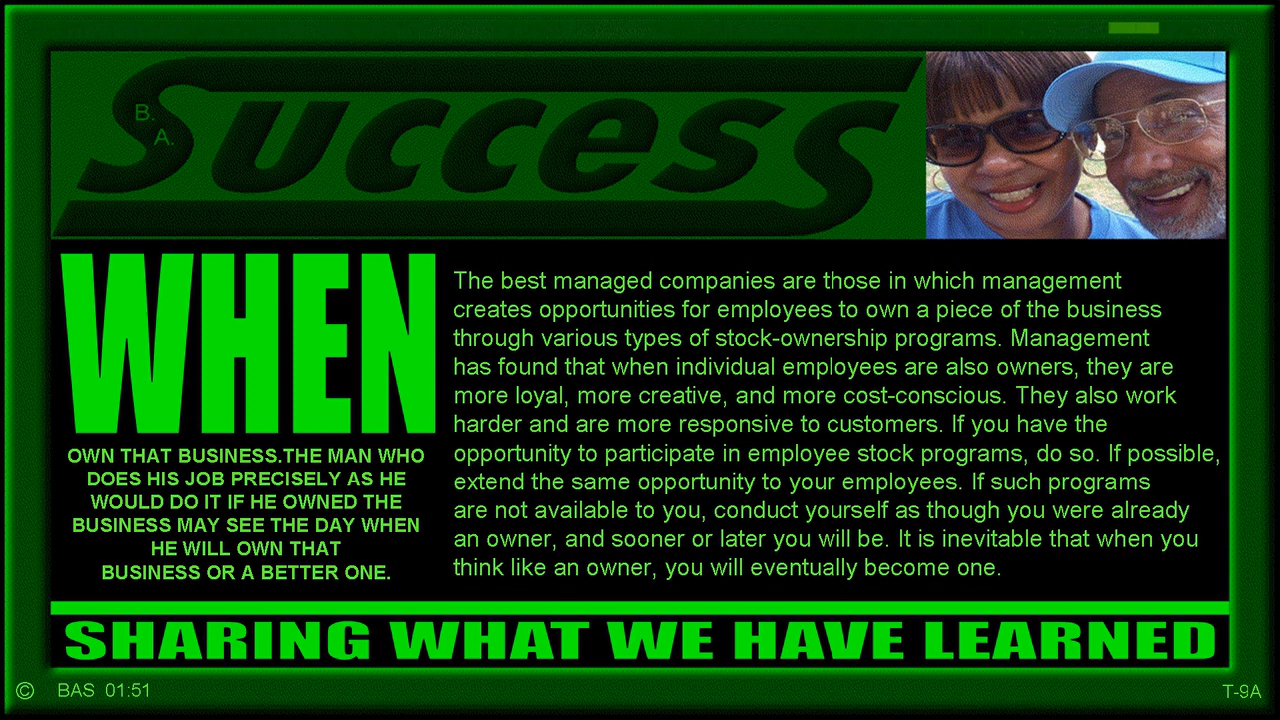 B.
A.
Success
WHEN
OWN THAT BUSINESS.THE MAN WHO
DOES HIS JOB PRECISELY AS HE
WOULD DO IT IF HE OWNED THE
BUSINESS MAY SEE THE DAY WHEN
HE WILL OWN THAT
BUSINESS OR A BETTER ONE.
The best managed companies are those in which management
creates opportunities for employees to own a piece of the business
through various types of stock-ownership programs. Management
has found that when individual employees are also owners, they are
more loyal, more creative, and more cost-conscious. They also work
harder and are more responsive to customers. If you have the
opportunity to participate in employee stock programs, do so. If possible,
extend the same opportunity to your employees. If such programs
are not available to you, conduct yourself as though you were already
an owner, and sooner or later you will be. It is inevitable that when you
think like an owner, you will eventually become one.
SHARING WHAT WE HAVE LEARNED
© BAS 01:51
T-9A